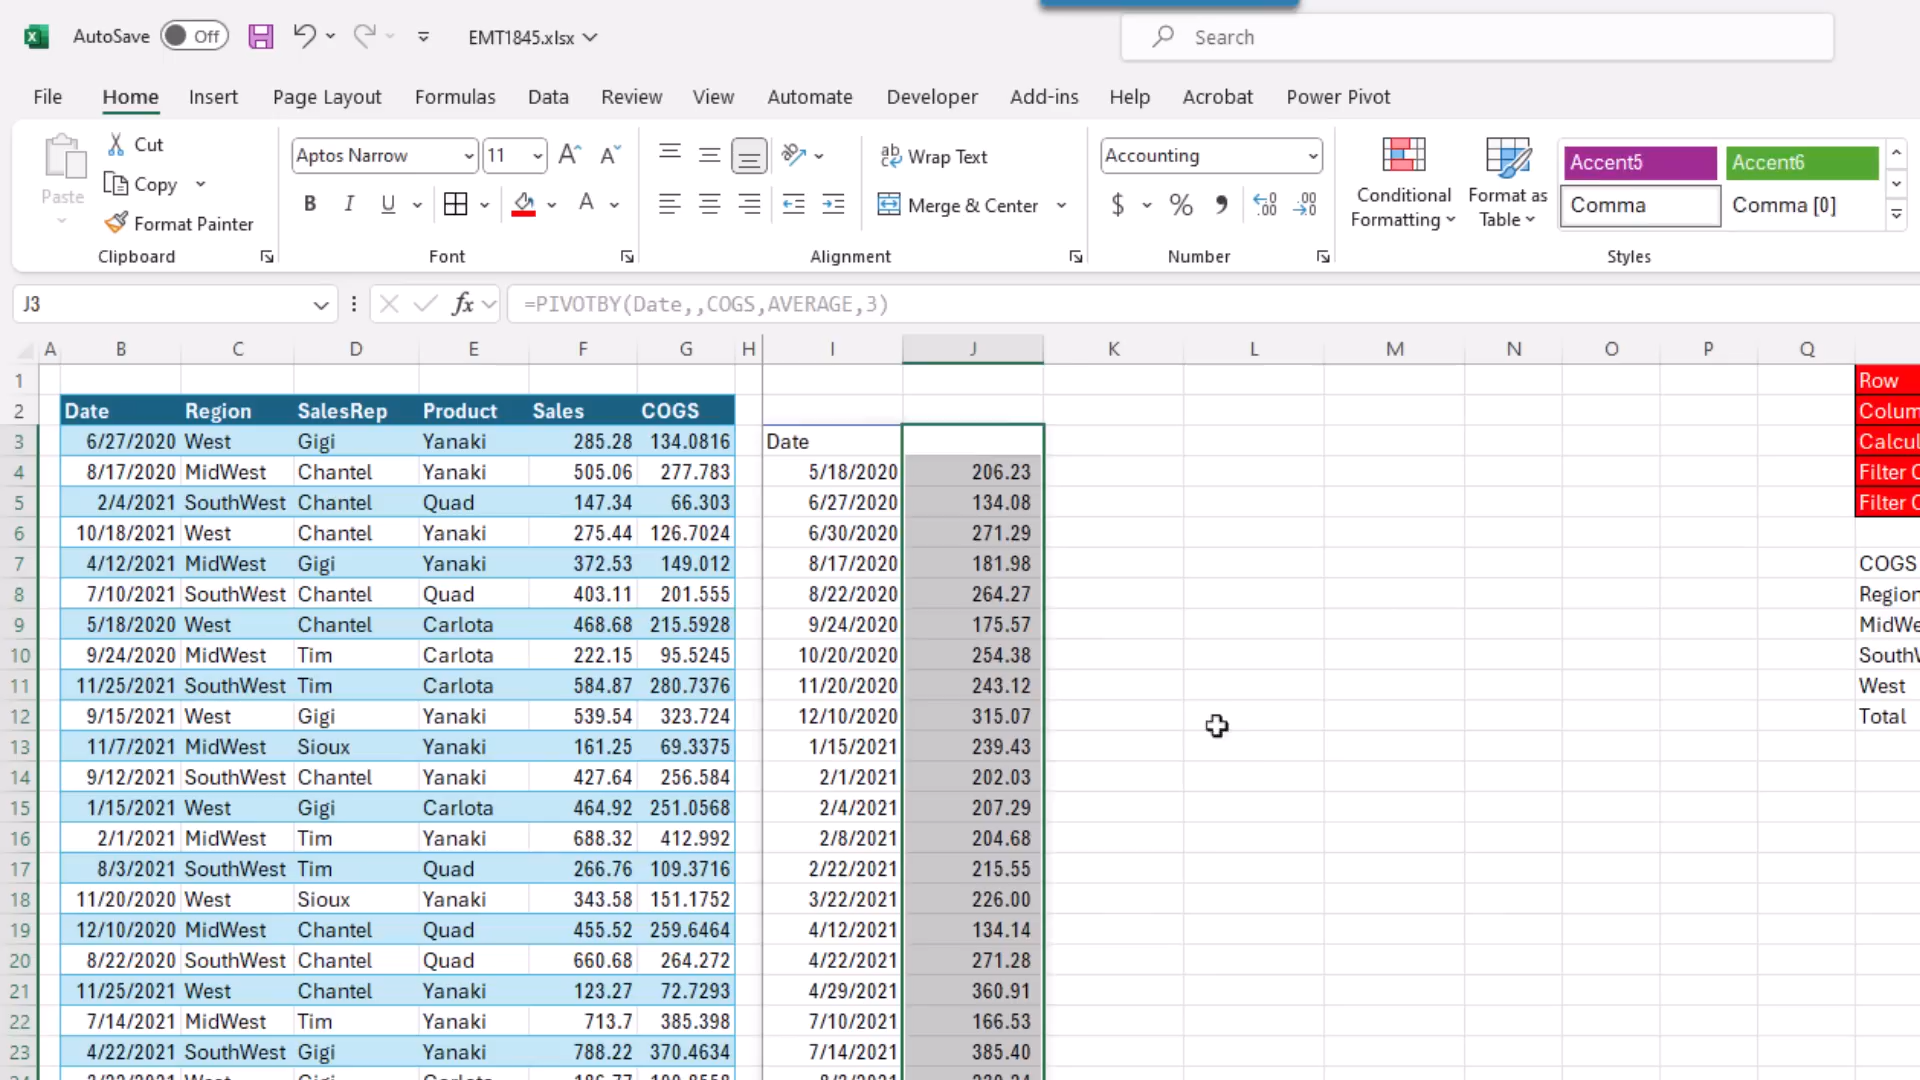 AutoSave Off EMT1845.xlsx Search
File Home Insert Page Layout Formulas Data Review View Automate Developer Add-ins Help Acrobat Power Pivot
Paste Cut Copy Format Painter
Clipboard
Aptos Narrow 11
B I U A
Font
ab Wrap Text
Merge & Center
Alignment
Accounting
$ % 9 .00 .00
Number
Conditional Formatting
Format as Table
Accent5 Accent6
Comma Comma [0]
Styles
J3 fx =PIVOTBY(Date,,COGS,AVERAGE,3)
A B C D E F G H I J K L M N O P Q
1 Row
2 Date Region SalesRep Product Sales COGS Colum
3 6/27/2020 West Gigi Yanaki 285.28 134.0816 Date Calcul
4 8/17/2020 MidWest Chantel Yanaki 505.06 277.783 5/18/2020 206.23 Filter C
5 2/4/2021 SouthWest Chantel Quad 147.34 66.303 6/27/2020 134.08 Filter C
6 10/18/2021 West Chantel Yanaki 275.44 126.7024 6/30/2020 271.29
7 4/12/2021 MidWest Gigi Yanaki 372.53 149.012 8/17/2020 181.98 COGS
8 7/10/2021 SouthWest Chantel Quad 403.11 201.555 8/22/2020 264.27 Region
9 5/18/2020 West Chantel Carlota 468.68 215.5928 9/24/2020 175.57 MidWe
10 9/24/2020 MidWest Tim Carlota 222.15 95.5245 10/20/2020 254.38 SouthW
11 11/25/2021 SouthWest Tim Carlota 584.87 280.7376 11/20/2020 243.12 West
12 9/15/2021 West Gigi Yanaki 539.54 323.724 12/10/2020 315.07 Total
13 11/7/2021 MidWest Sioux Yanaki 161.25 69.3375 1/15/2021 239.43
14 9/12/2021 SouthWest Chantel Yanaki 427.64 256.584 2/1/2021 202.03
15 1/15/2021 West Gigi Carlota 464.92 251.0568 2/4/2021 207.29
16 2/1/2021 MidWest Tim Yanaki 688.32 412.992 2/8/2021 204.68
17 8/3/2021 SouthWest Tim Quad 266.76 109.3716 2/22/2021 215.55
18 11/20/2020 West Sioux Yanaki 343.58 151.1752 3/22/2021 226.00
19 12/10/2020 MidWest Chantel Quad 455.52 259.6464 4/12/2021 134.14
20 8/22/2020 SouthWest Chantel Quad 660.68 264.272 4/22/2021 271.28
21 11/25/2021 West Chantel Yanaki 123.27 72.7293 4/29/2021 360.91
22 7/14/2021 MidWest Tim Yanaki 713.7 385.398 7/10/2021 166.53
23 4/22/2021 SouthWest Gigi Yanaki 788.22 370.4634 7/14/2021 385.40